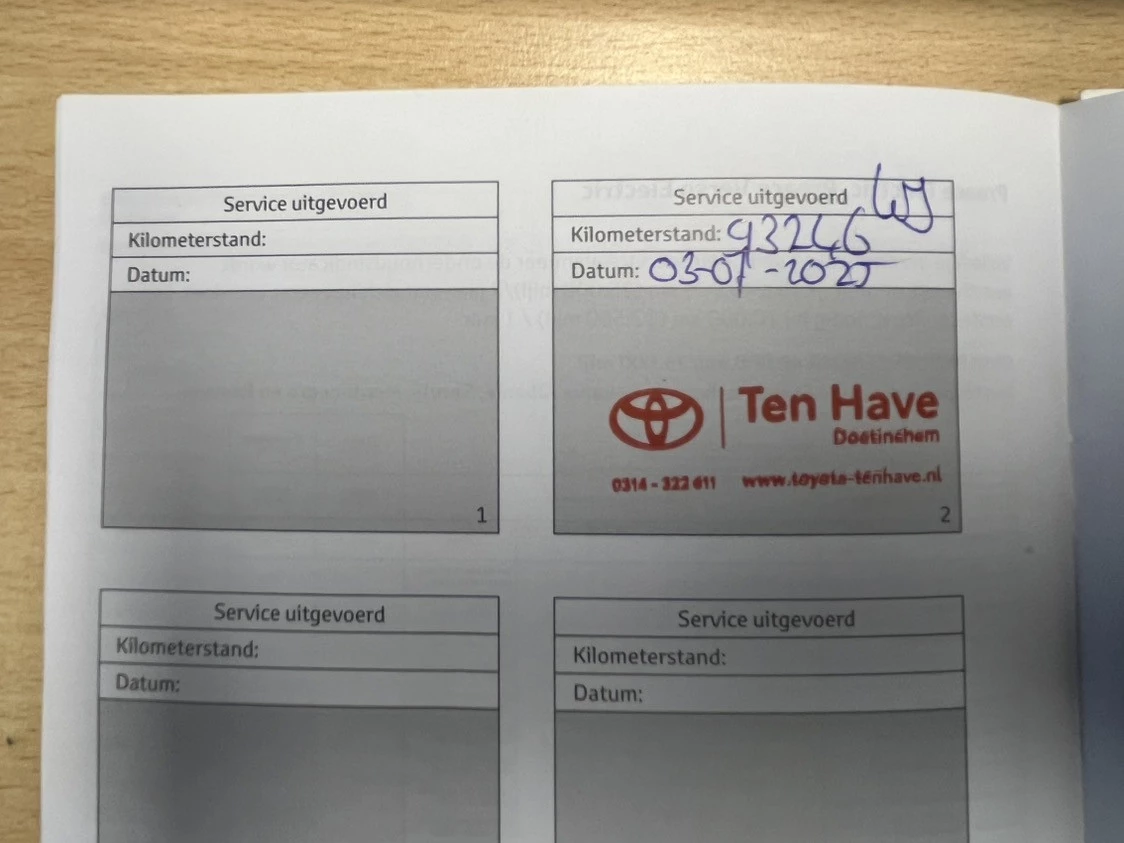 Service uitgevoerd
Kilometerstand:
Datum:
1
Service uitgevoerd
Kilometerstand: 93246
Datum: 03-07-2025
Ten Have
Doetinchem
0314 - 322 611 www.toyota-tenhave.nl
2
Service uitgevoerd
Kilometerstand:
Datum:
Service uitgevoerd
Kilometerstand:
Datum: